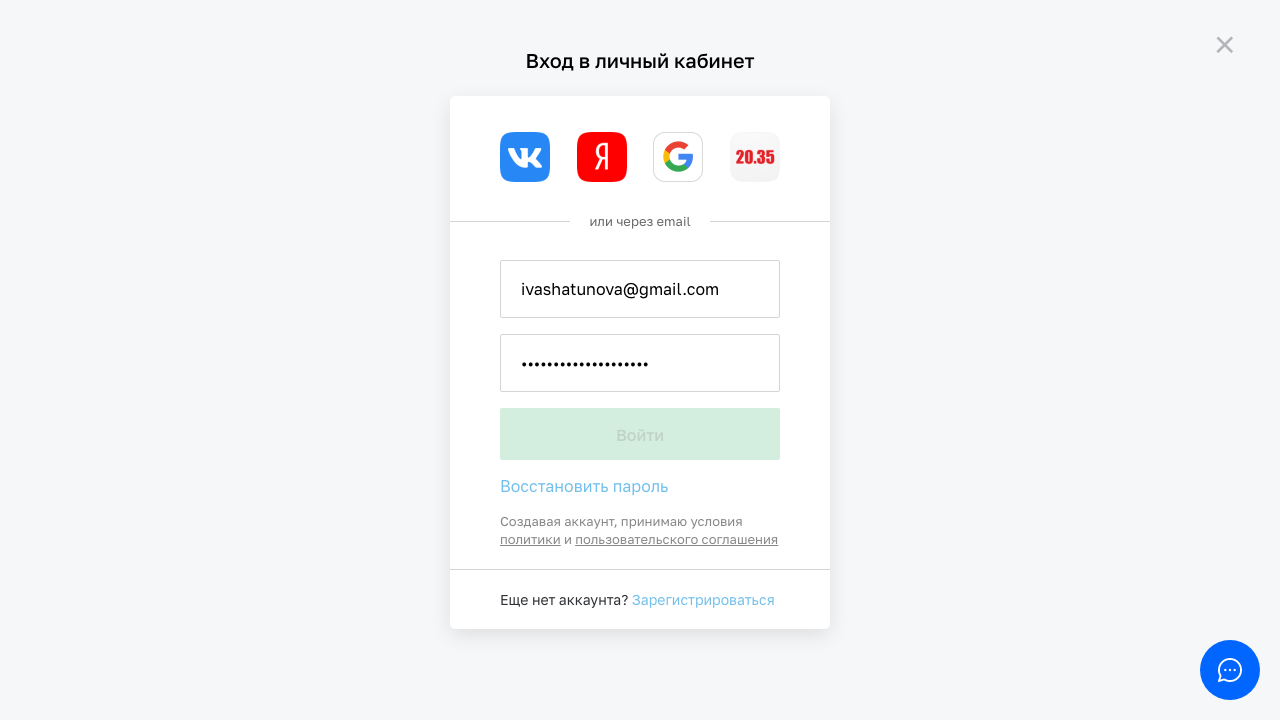 Вход в личный кабинет
20.35
или через email
ivashatunova@gmail.com
••••••••••••••••••••
Войти
Восстановить пароль
Создавая аккаунт, принимаю условия
политики и пользовательского соглашения
Еще нет аккаунта? Зарегистрироваться